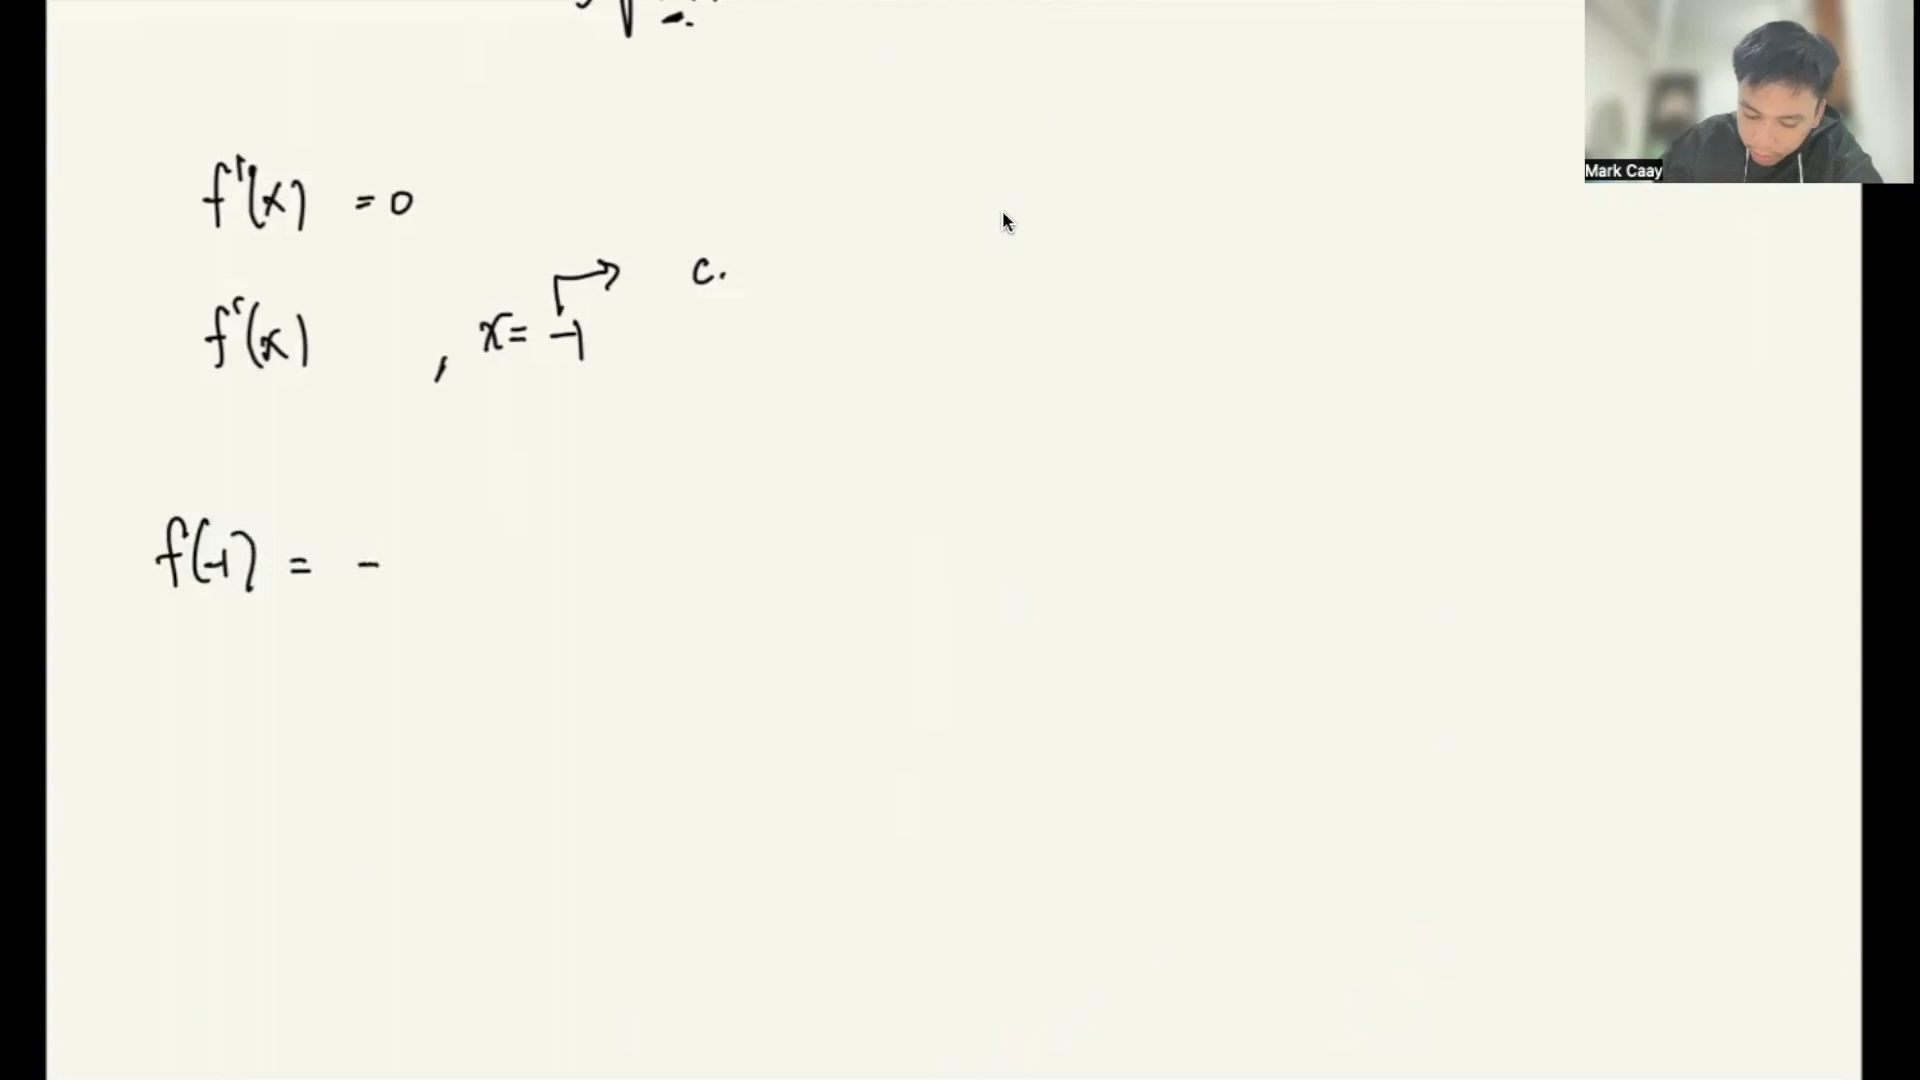 Mark Caay
f'(x) = 0
c.
f'(x) , x = -1
f(-1) = -